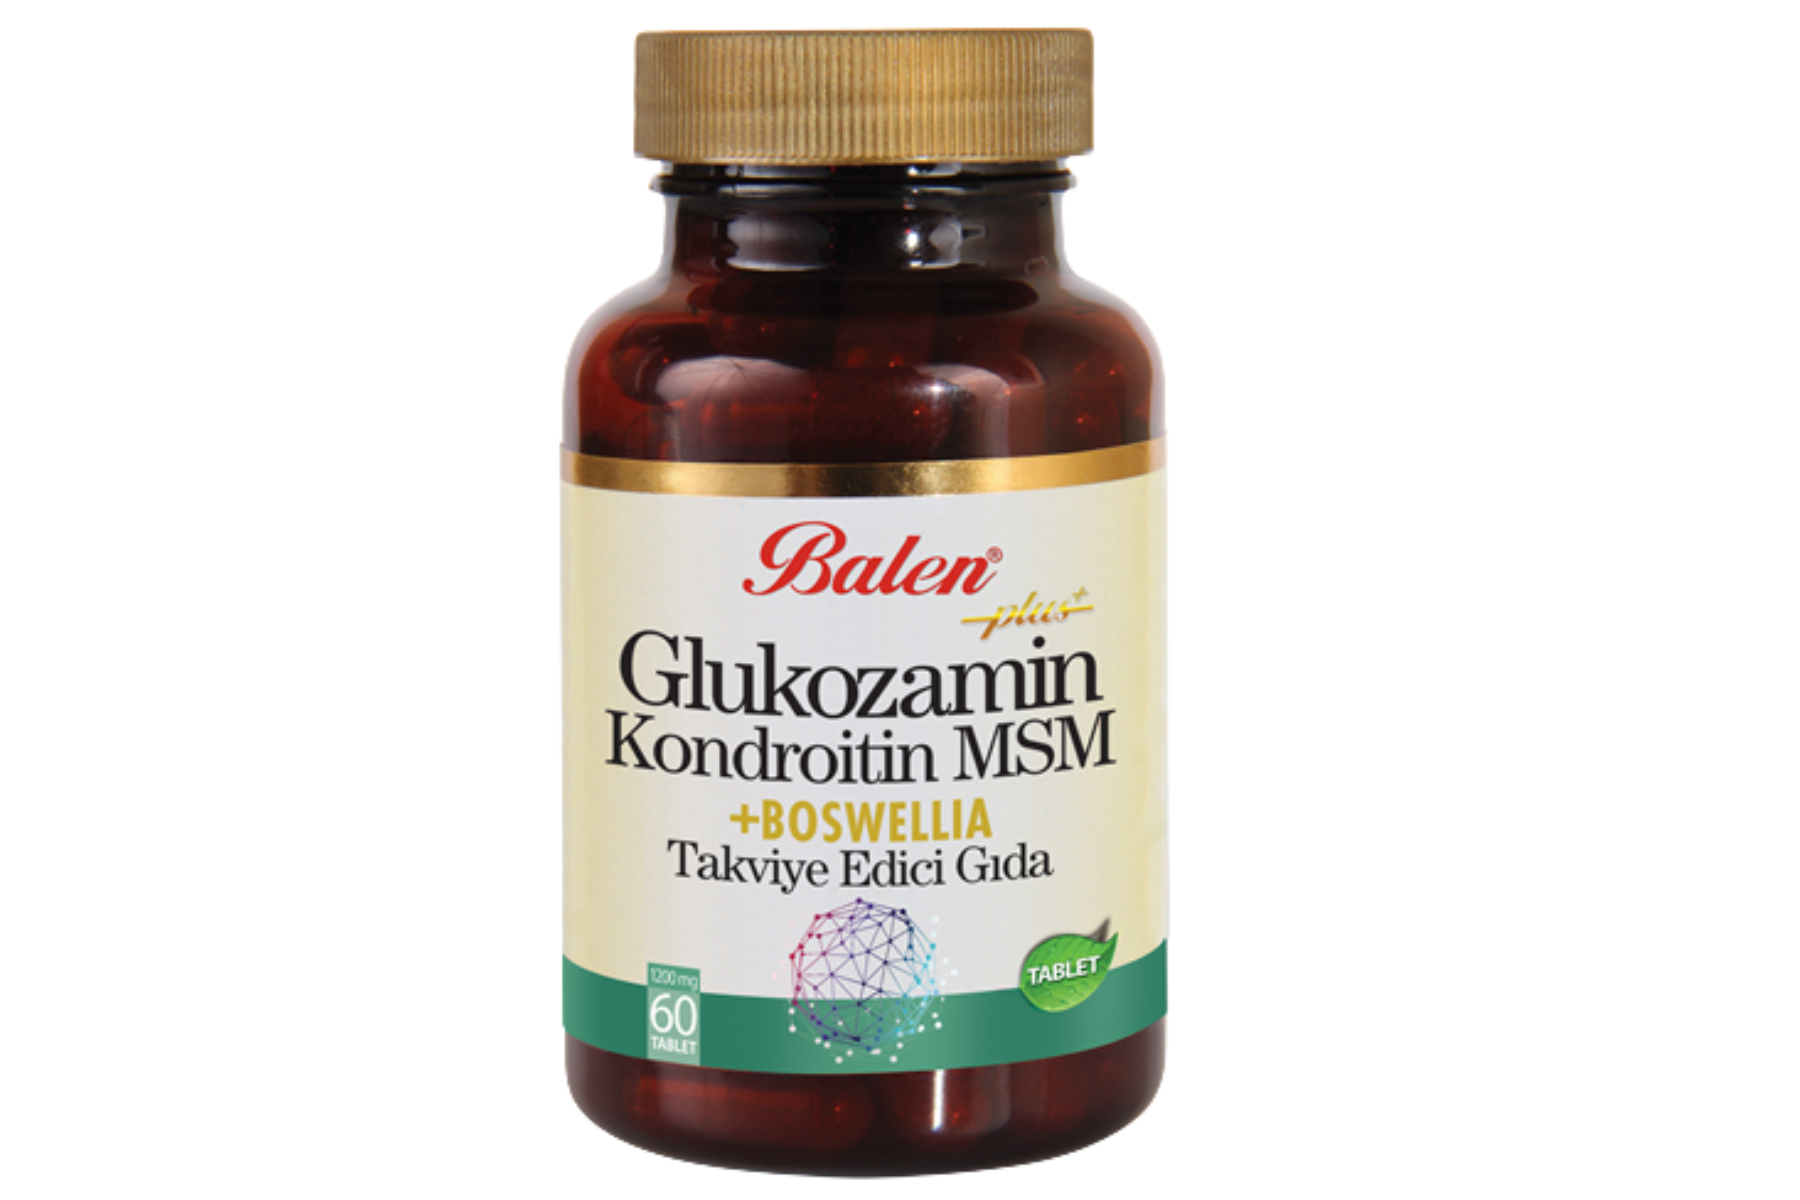 Balen®
plus+
Glukozamin
Kondroitin MSM
+BOSWELLIA
Takviye Edici Gıda
TABLET
1200 mg
60
TABLET